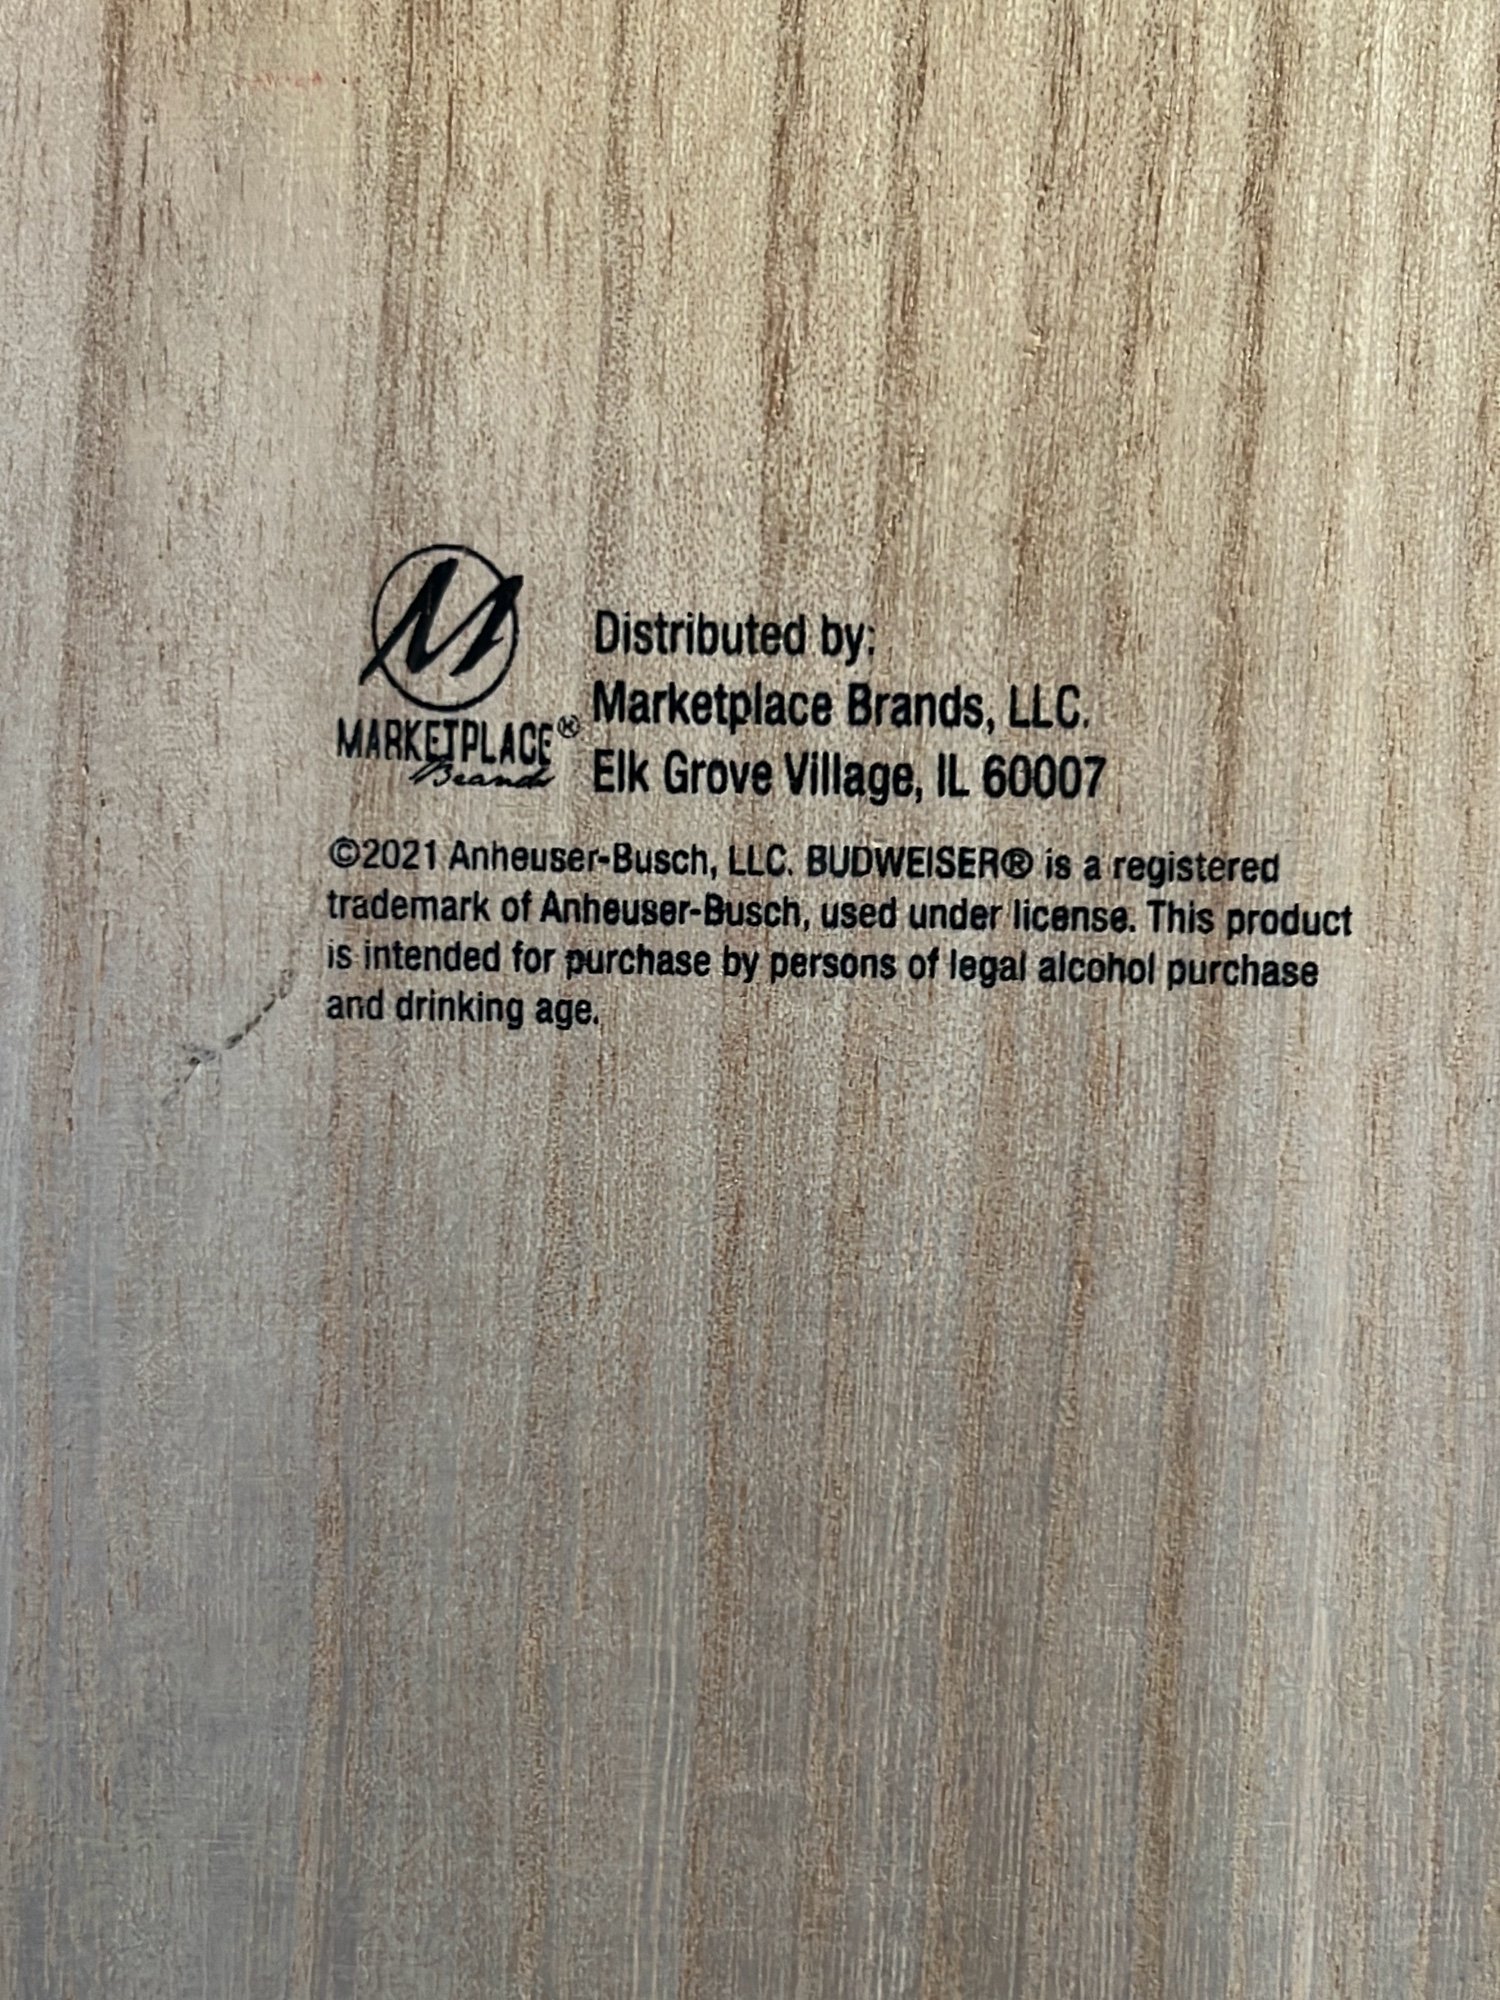 M
MARKETPLACE®
Brands
Distributed by:
Marketplace Brands, LLC.
Elk Grove Village, IL 60007
©2021 Anheuser-Busch, LLC. BUDWEISER® is a registered
trademark of Anheuser-Busch, used under license. This product
is intended for purchase by persons of legal alcohol purchase
and drinking age.